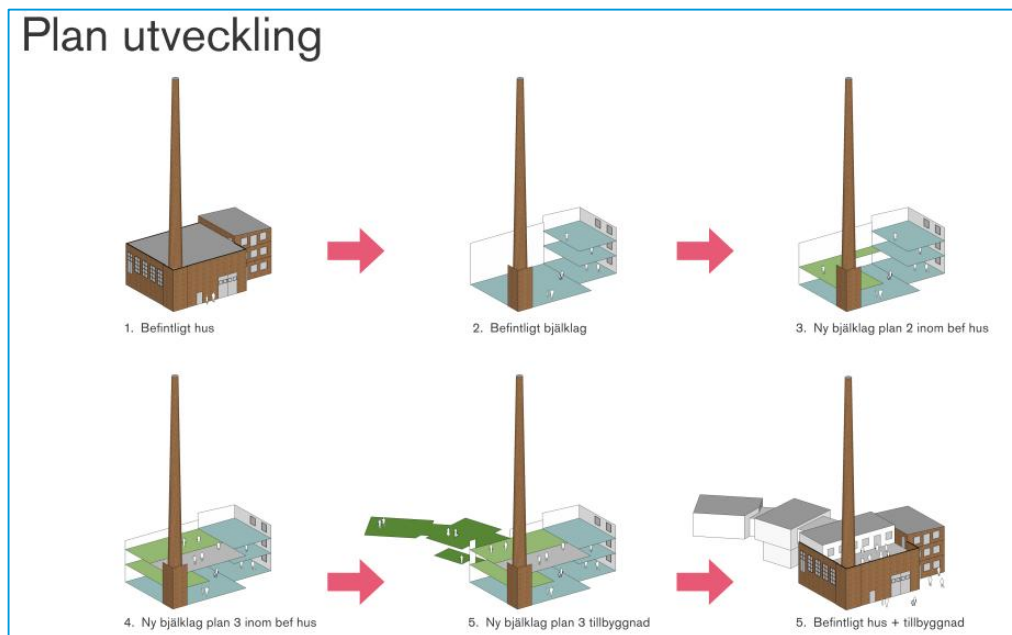 Plan utveckling
1. Befintligt hus
2. Befintligt bjälklag
3. Ny bjälklag plan 2 inom bef hus
4. Ny bjälklag plan 3 inom bef hus
5. Ny bjälklag plan 3 tillbyggnad
5. Befintligt hus + tillbyggnad